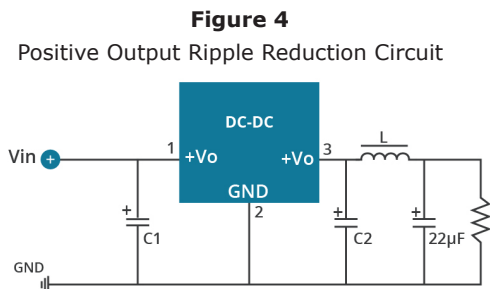 Figure 4
Positive Output Ripple Reduction Circuit
DC-DC
L
Vin +
1
+Vo
+Vo
3
GND
2
+
C1
+
C2
+
22µF
GND